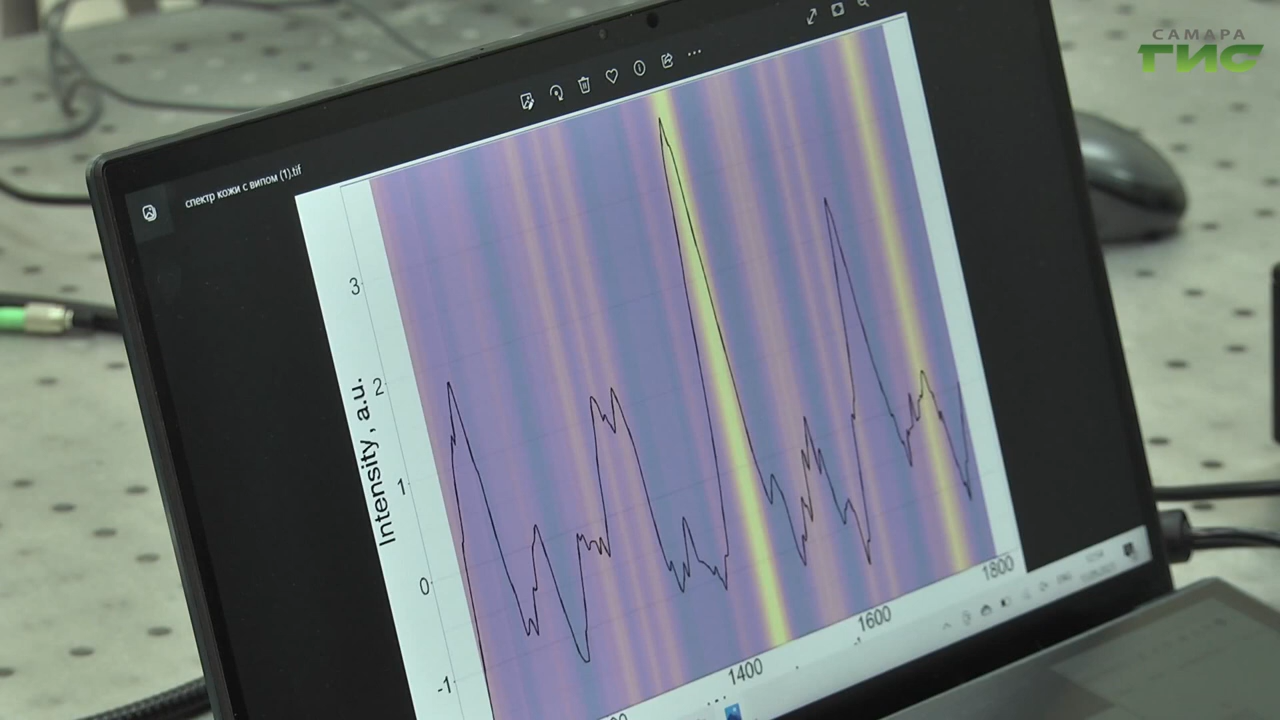 САМАРА
ГИС
спектр кожи с випом (1).tif
Intensity, a.u.
3
2
1
0
-1
1400
1600
1800